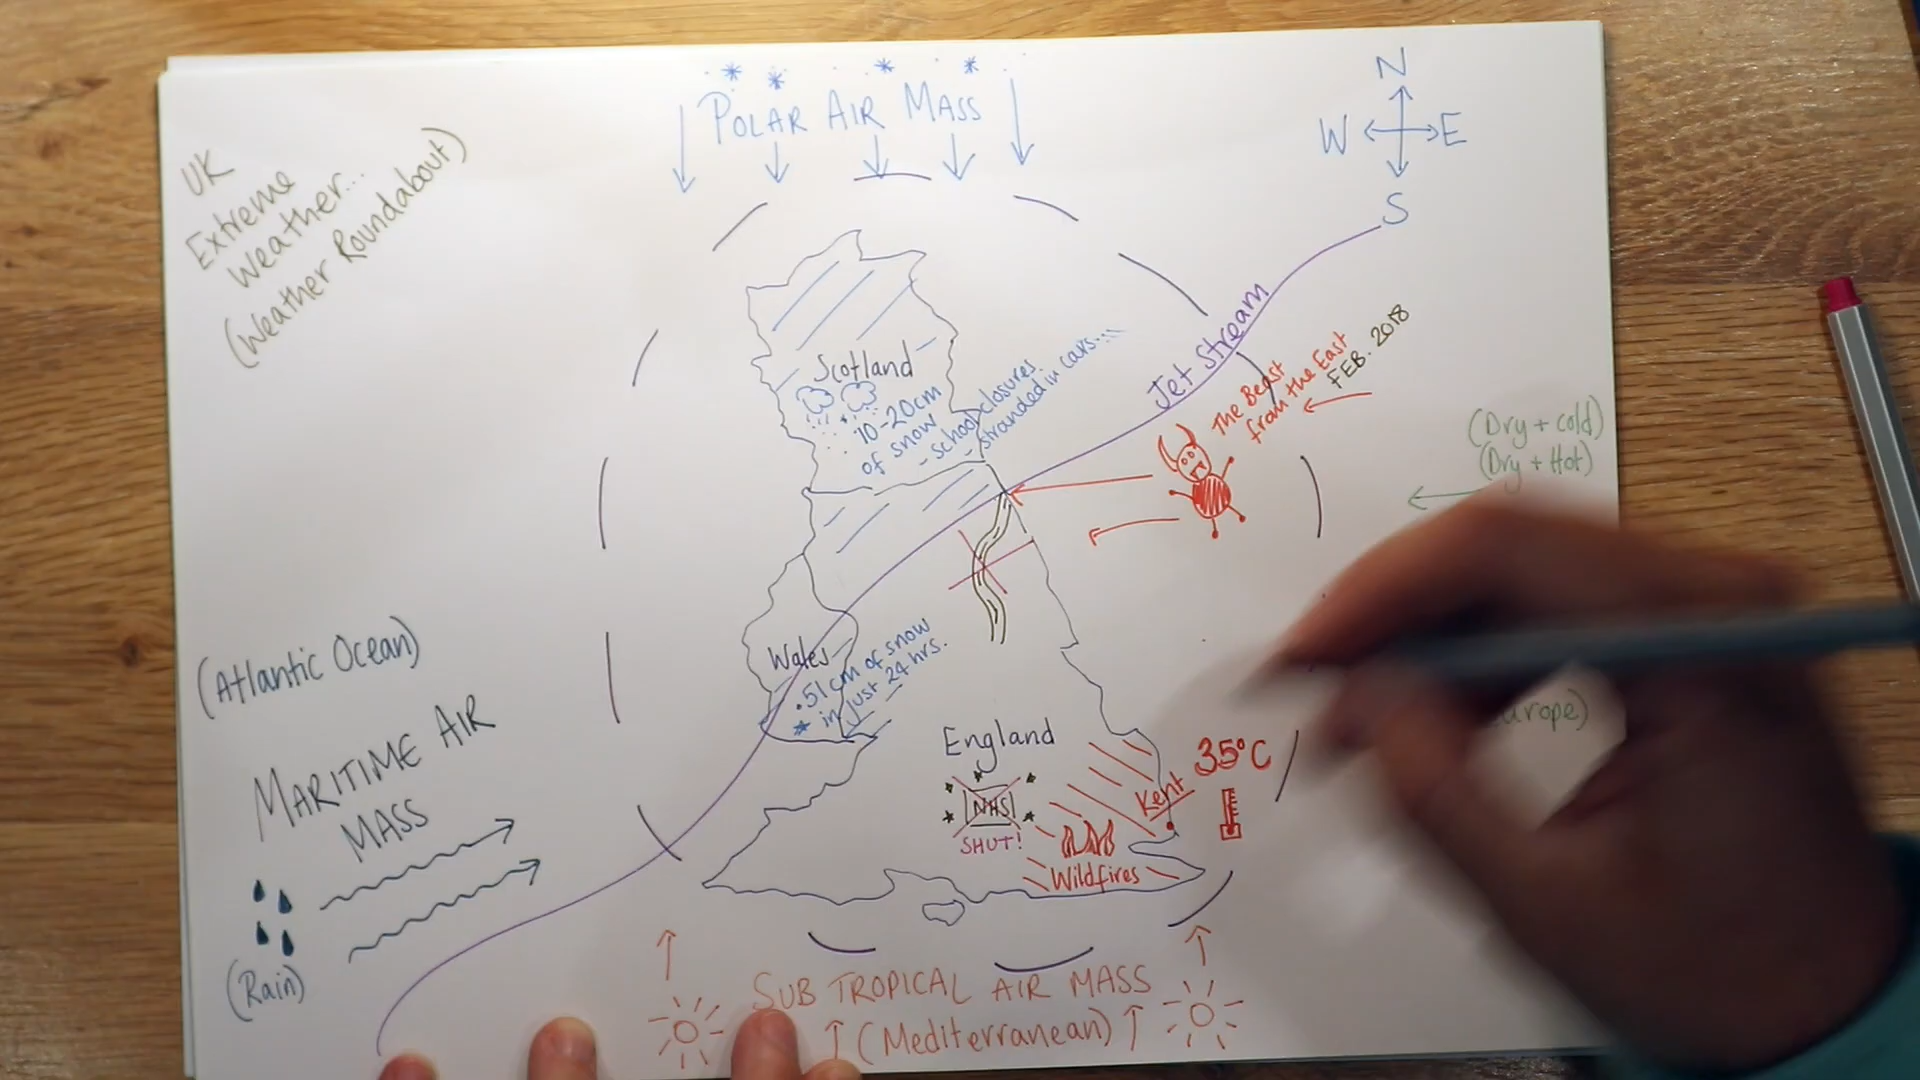 UK
Extreme
Weather...
(Weather Roundabout)
POLAR AIR MASS
N
W E
S
Jet Stream
The Beast
from the East
FEB. 2018
(Dry + cold)
(Dry + Hot)
Scotland
10-20cm
of snow
- school closures
- stranded in cars...
(Atlantic Ocean)
MARITIME AIR
MASS
(Rain)
Wales
.51cm of snow
in just 24 hrs.
England
NHS
SHUT!
Kent
35°C
Wildfires
SUB TROPICAL AIR MASS
(Mediterranean)